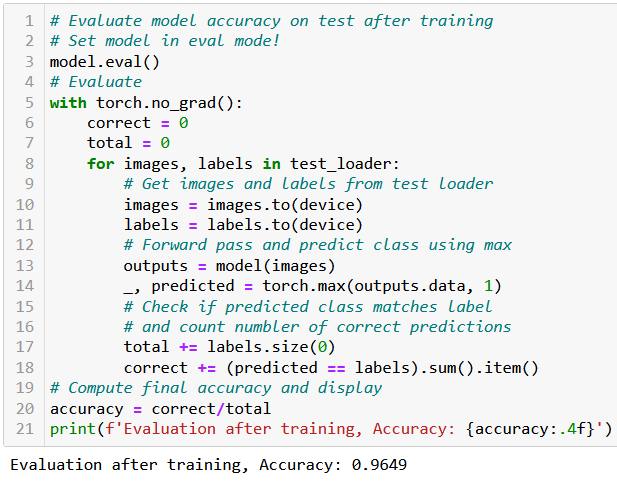 1 # Evaluate model accuracy on test after training
2 # Set model in eval mode!
3 model.eval()
4 # Evaluate
5 with torch.no_grad():
6     correct = 0
7     total = 0
8     for images, labels in test_loader:
9         # Get images and labels from test loader
10         images = images.to(device)
11         labels = labels.to(device)
12         # Forward pass and predict class using max
13         outputs = model(images)
14         _, predicted = torch.max(outputs.data, 1)
15         # Check if predicted class matches label
16         # and count numbler of correct predictions
17         total += labels.size(0)
18         correct += (predicted == labels).sum().item()
19 # Compute final accuracy and display
20 accuracy = correct/total
21 print(f'Evaluation after training, Accuracy: {accuracy:.4f}')
Evaluation after training, Accuracy: 0.9649